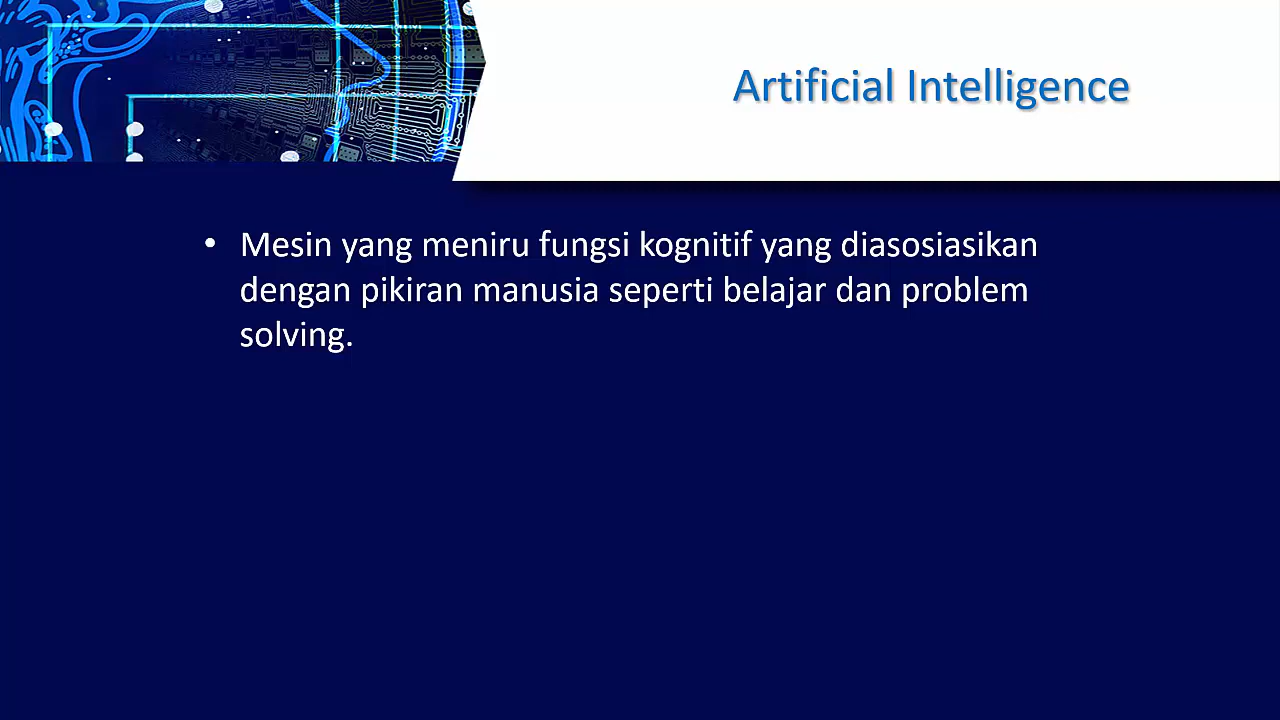 Artificial Intelligence
• Mesin yang meniru fungsi kognitif yang diasosiasikan
dengan pikiran manusia seperti belajar dan problem
solving.